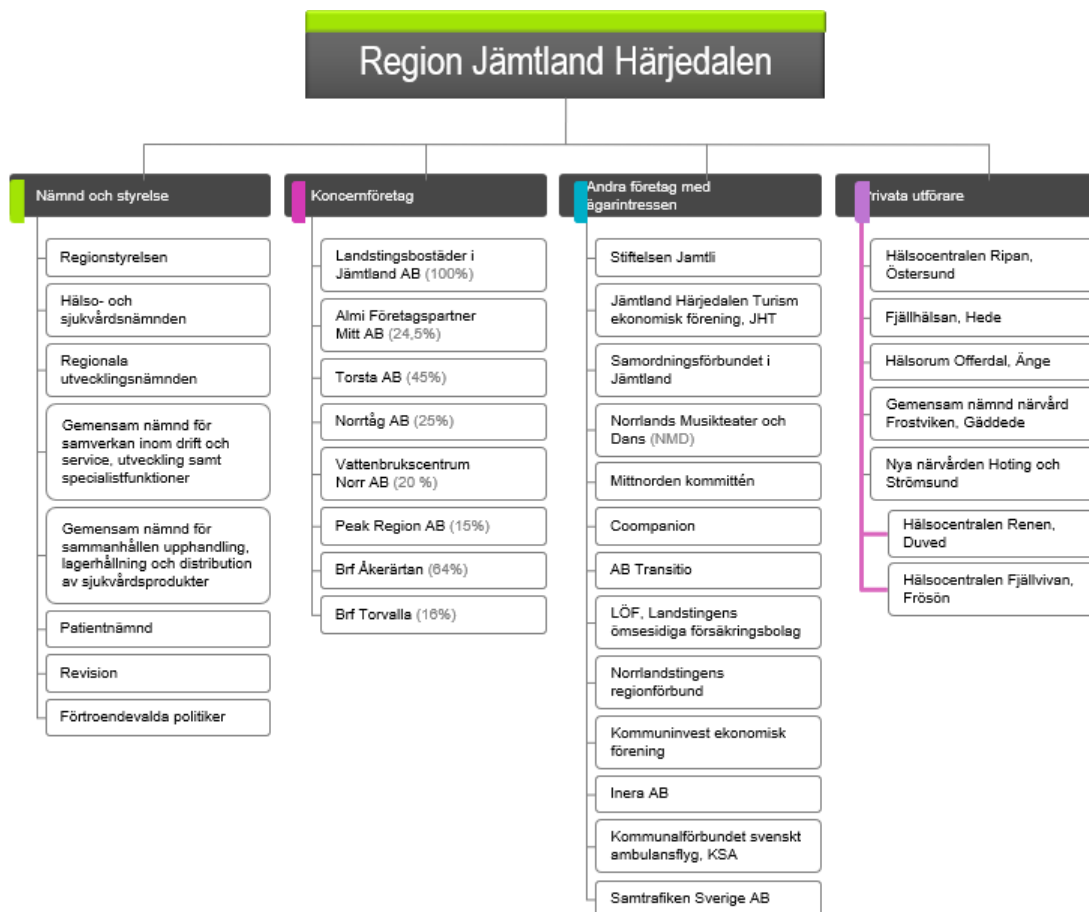 Region Jämtland Härjedalen
Nämnd och styrelse
Regionstyrelsen
Hälso- och
sjukvårdsnämnden
Regionala
utvecklingsnämnden
Gemensam nämnd för
samverkan inom drift och
service, utveckling samt
specialistfunktioner
Gemensam nämnd för
sammanhållen upphandling,
lagerhållning och distribution
av sjukvårdsprodukter
Patientnämnd
Revision
Förtroendevalda politiker
Koncernföretag
Landstingsbostäder i
Jämtland AB (100%)
Almi Företagspartner
Mitt AB (24,5%)
Torsta AB (45%)
Norrtåg AB (25%)
Vattenbrukscentrum
Norr AB (20 %)
Peak Region AB (15%)
Brf Åkerärtan (64%)
Brf Torvalla (16%)
Andra företag med
ägarintressen
Stiftelsen Jamtli
Jämtland Härjedalen Turism
ekonomisk förening, JHT
Samordningsförbundet i
Jämtland
Norrlands Musikteater och
Dans (NMD)
Mittnorden kommittén
Coompanion
AB Transitio
LÖF, Landstingens
ömsesidiga försäkringsbolag
Norrlandstingens
regionförbund
Kommuninvest ekonomisk
förening
Inera AB
Kommunalförbundet svenskt
ambulansflyg, KSA
Samtrafiken Sverige AB
Privata utförare
Hälsocentralen Ripan,
Östersund
Fjällhälsan, Hede
Hälsorum Offerdal, Änge
Gemensam nämnd närvård
Frostviken, Gäddede
Nya närvården Hoting och
Strömsund
Hälsocentralen Renen,
Duved
Hälsocentralen Fjällvivan,
Frösön